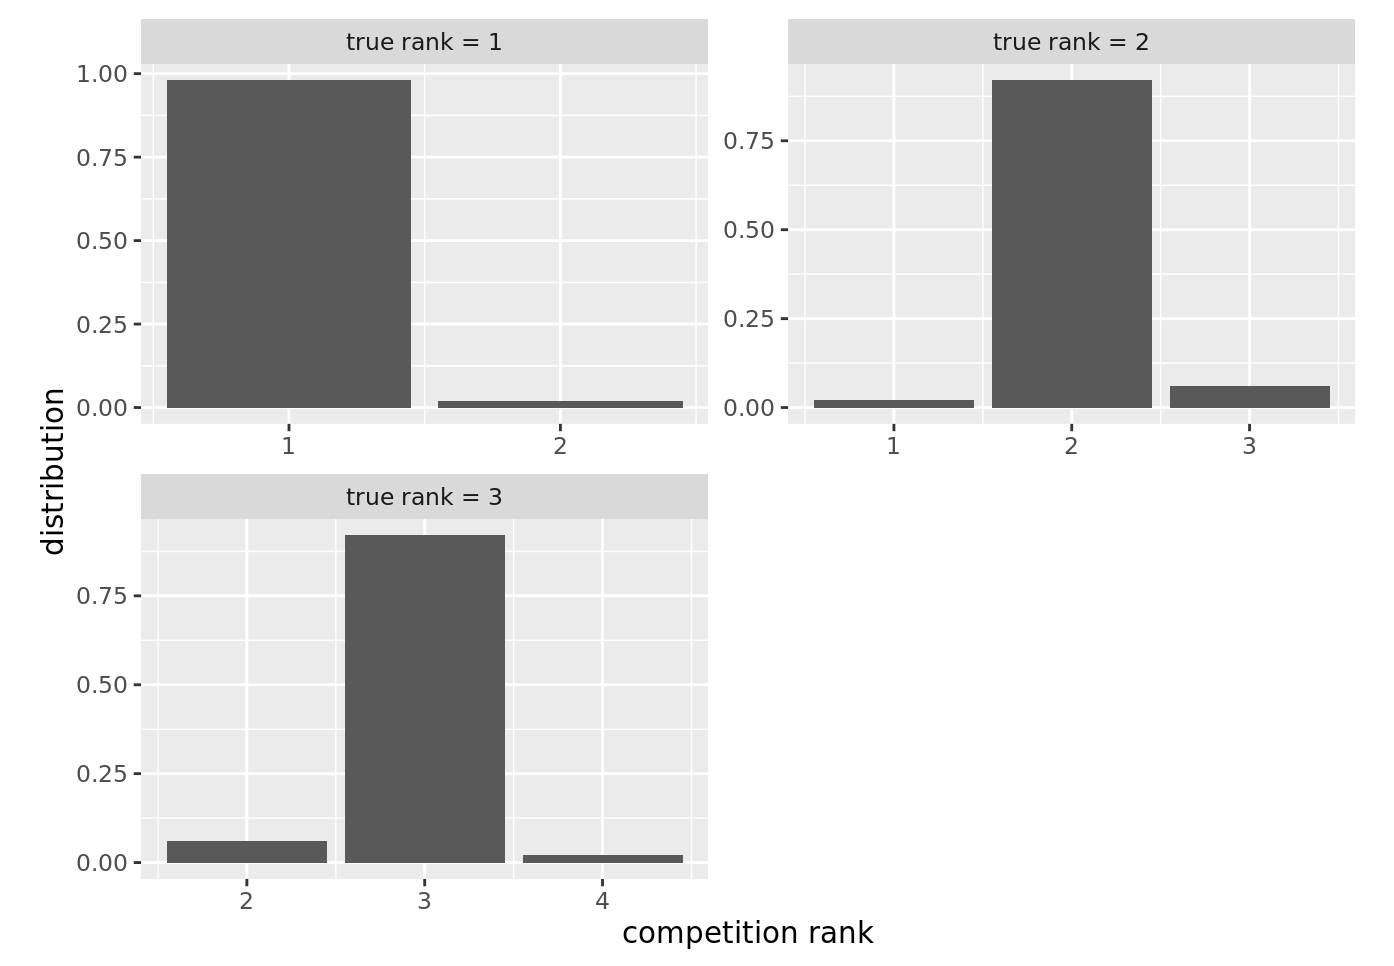 true rank = 1
1.00
0.75
0.50
0.25
0.00
1 2
true rank = 2
0.75
0.50
0.25
0.00
1 2 3
true rank = 3
0.75
0.50
0.25
0.00
2 3 4
distribution
competition rank